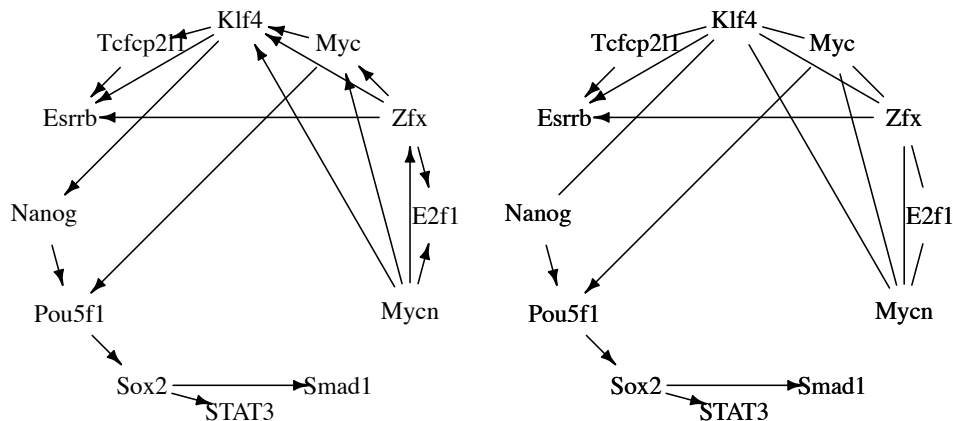 Klf4
Tcfcp2l1
Myc
Esrrb
Zfx
Nanog
E2f1
Pou5f1
Mycn
Sox2
Smad1
STAT3
Klf4
Tcfcp2l1
Myc
Esrrb
Zfx
Nanog
E2f1
Pou5f1
Mycn
Sox2
Smad1
STAT3